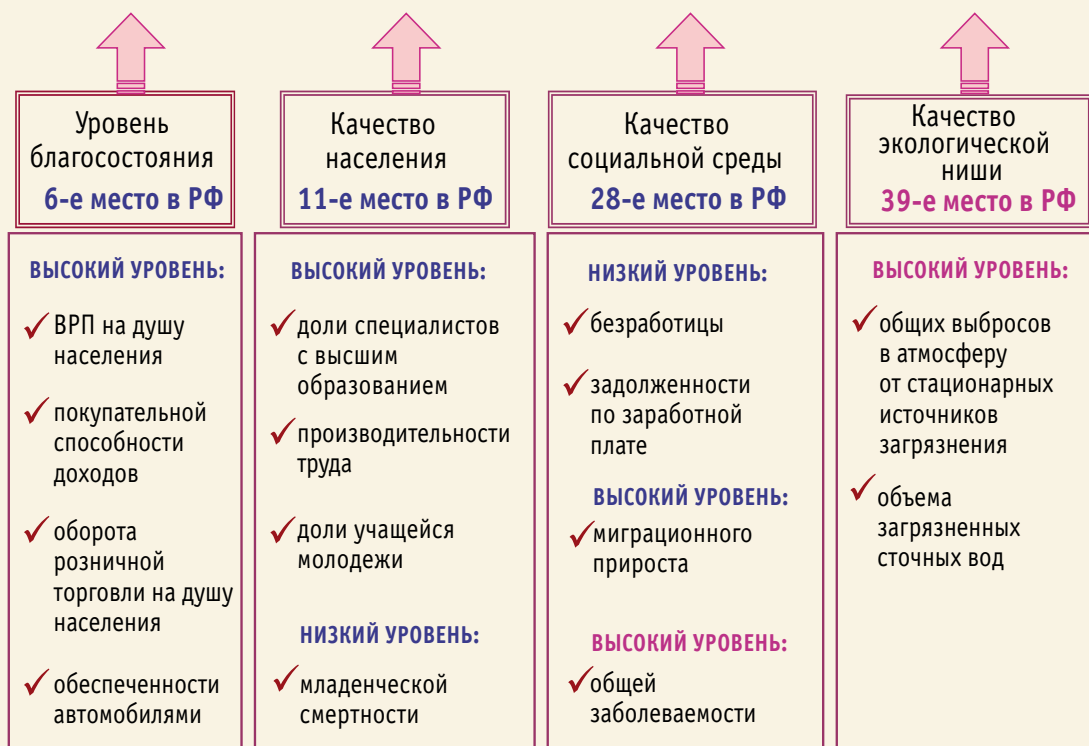 Уровень
благосостояния
6-е место в РФ
ВЫСОКИЙ УРОВЕНЬ:
ВРП на душу
населения
покупательной
способности
доходов
оборота
розничной
торговли на душу
населения
обеспеченности
автомобилями
Качество
населения
11-е место в РФ
ВЫСОКИЙ УРОВЕНЬ:
доли специалистов
с высшим
образованием
производительности
труда
доли учащейся
молодежи
НИЗКИЙ УРОВЕНЬ:
младенческой
смертности
Качество
социальной среды
28-е место в РФ
НИЗКИЙ УРОВЕНЬ:
безработицы
задолженности
по заработной
плате
ВЫСОКИЙ УРОВЕНЬ:
миграционного
прироста
ВЫСОКИЙ УРОВЕНЬ:
общей
заболеваемости
Качество
экологической
ниши
39-е место в РФ
ВЫСОКИЙ УРОВЕНЬ:
общих выбросов
в атмосферу
от стационарных
источников
загрязнения
объема
загрязненных
сточных вод